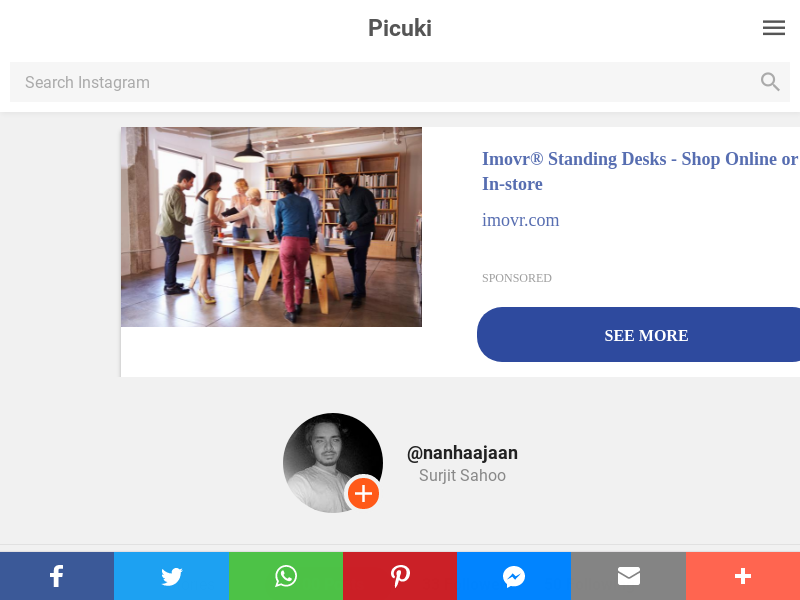 Picuki
Search Instagram
Imovr® Standing Desks - Shop Online or
In-store
imovr.com
SPONSORED
SEE MORE
@nanhaajaan
Surjit Sahoo